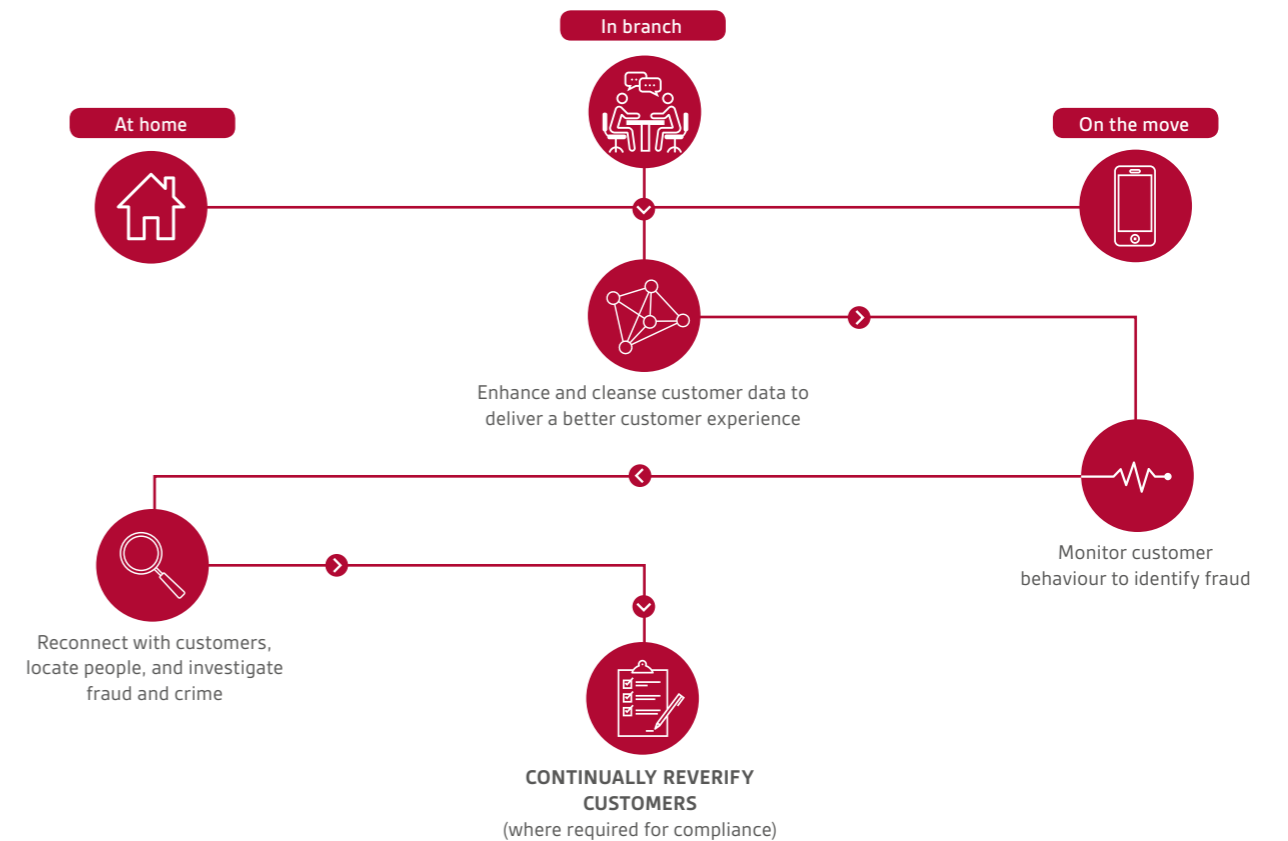 In branch
At home
On the move
Enhance and cleanse customer data to
deliver a better customer experience
Monitor customer
behaviour to identify fraud
Reconnect with customers,
locate people, and investigate
fraud and crime
CONTINUALLY REVERIFY
CUSTOMERS
(where required for compliance)